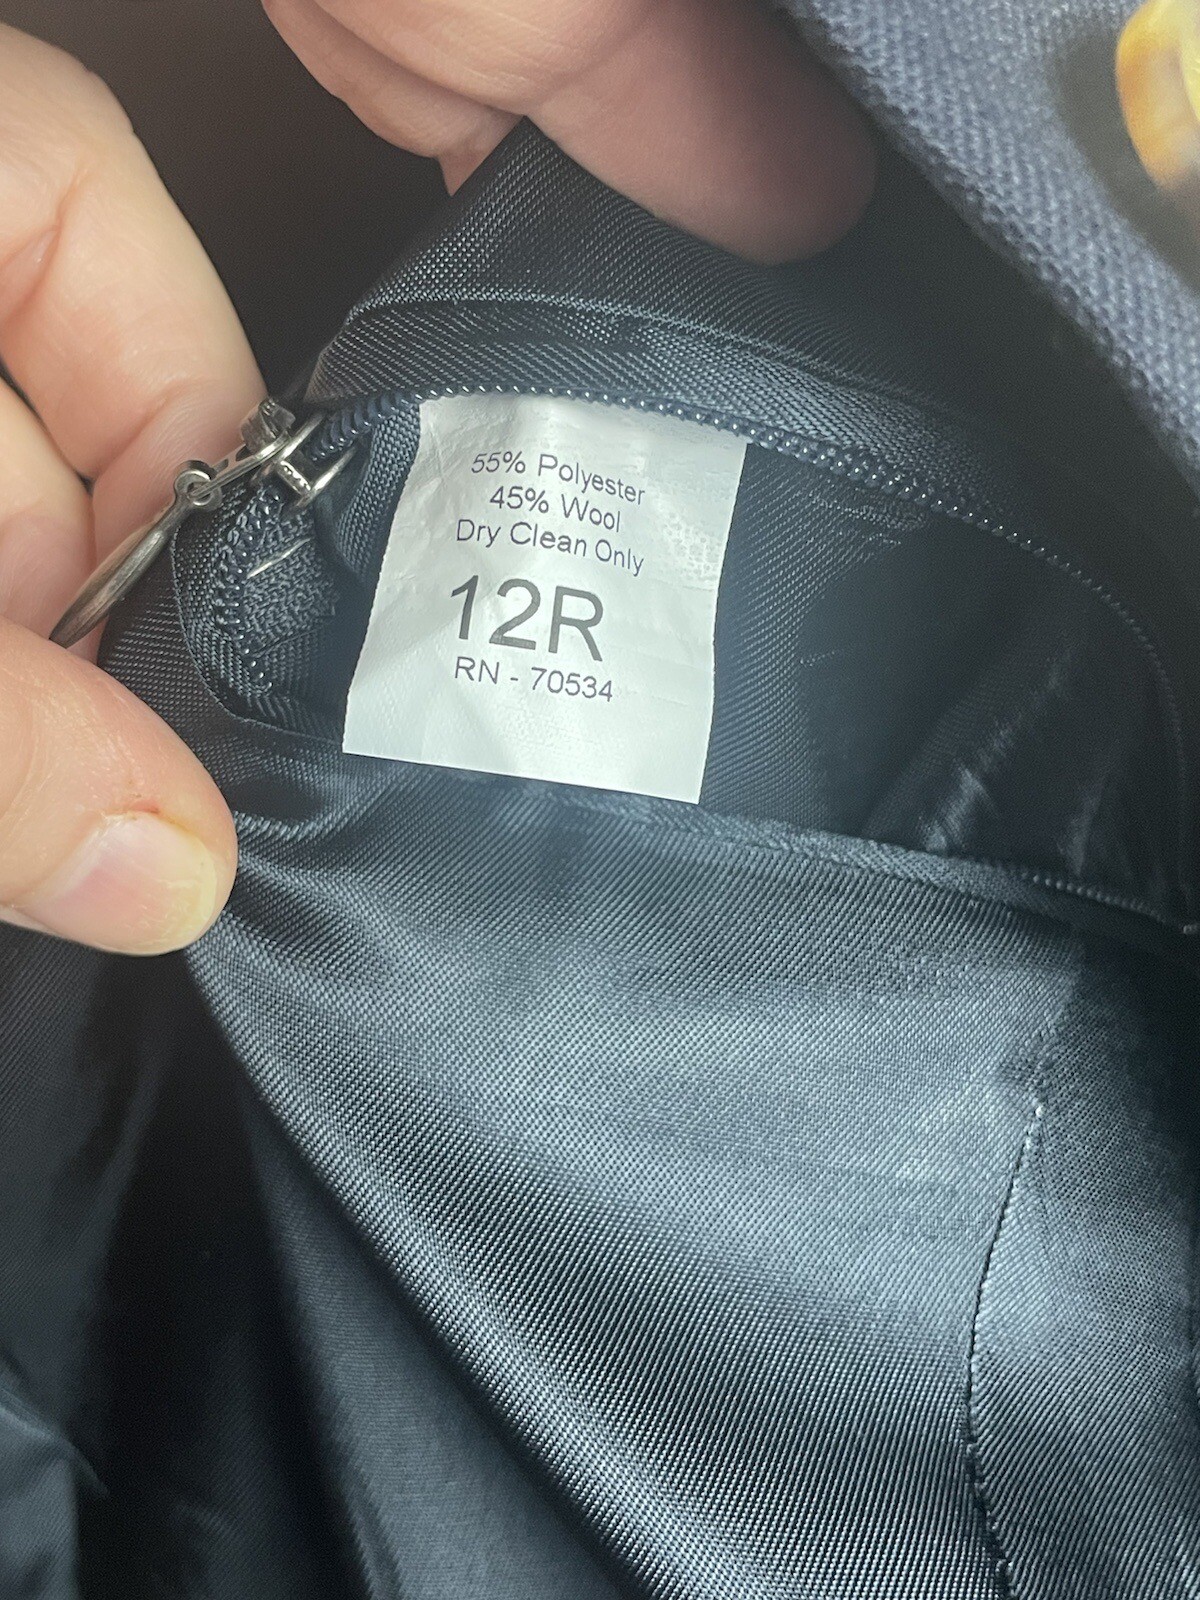 55% Polyester
45% Wool
Dry Clean Only
12R
RN - 70534